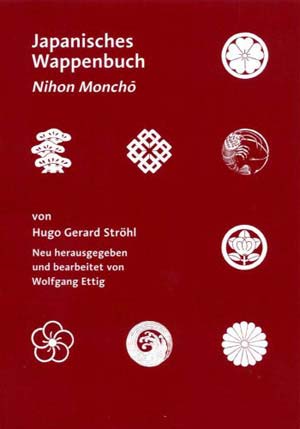 Japanisches
Wappenbuch
Nihon Monchō
von
Hugo Gerard Ströhl
Neu herausgegeben
und bearbeitet von
Wolfgang Ettig